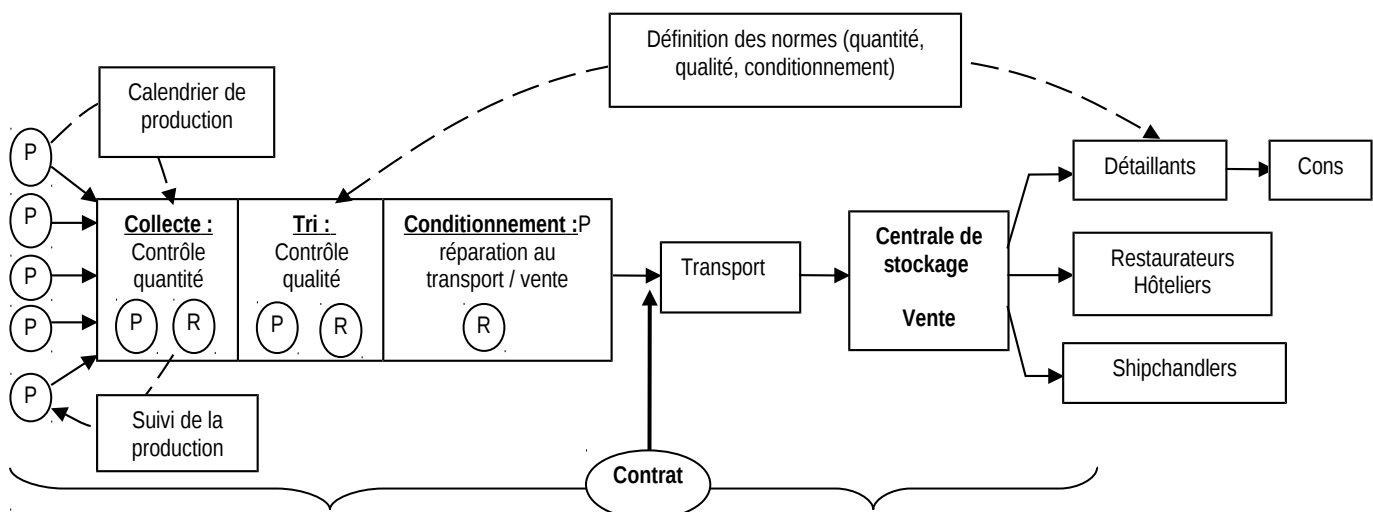 Définition des normes (quantité,
qualité, conditionnement)
Calendrier de
production
P
P
P
P
P
Collecte :
Contrôle
quantité
P R
Tri :
Contrôle
qualité
P R
Conditionnement :P
réparation au
transport / vente
R
Suivi de la
production
Contrat
Transport
Centrale de
stockage
Vente
Détaillants
Cons
Restaurateurs
Hôteliers
Shipchandlers